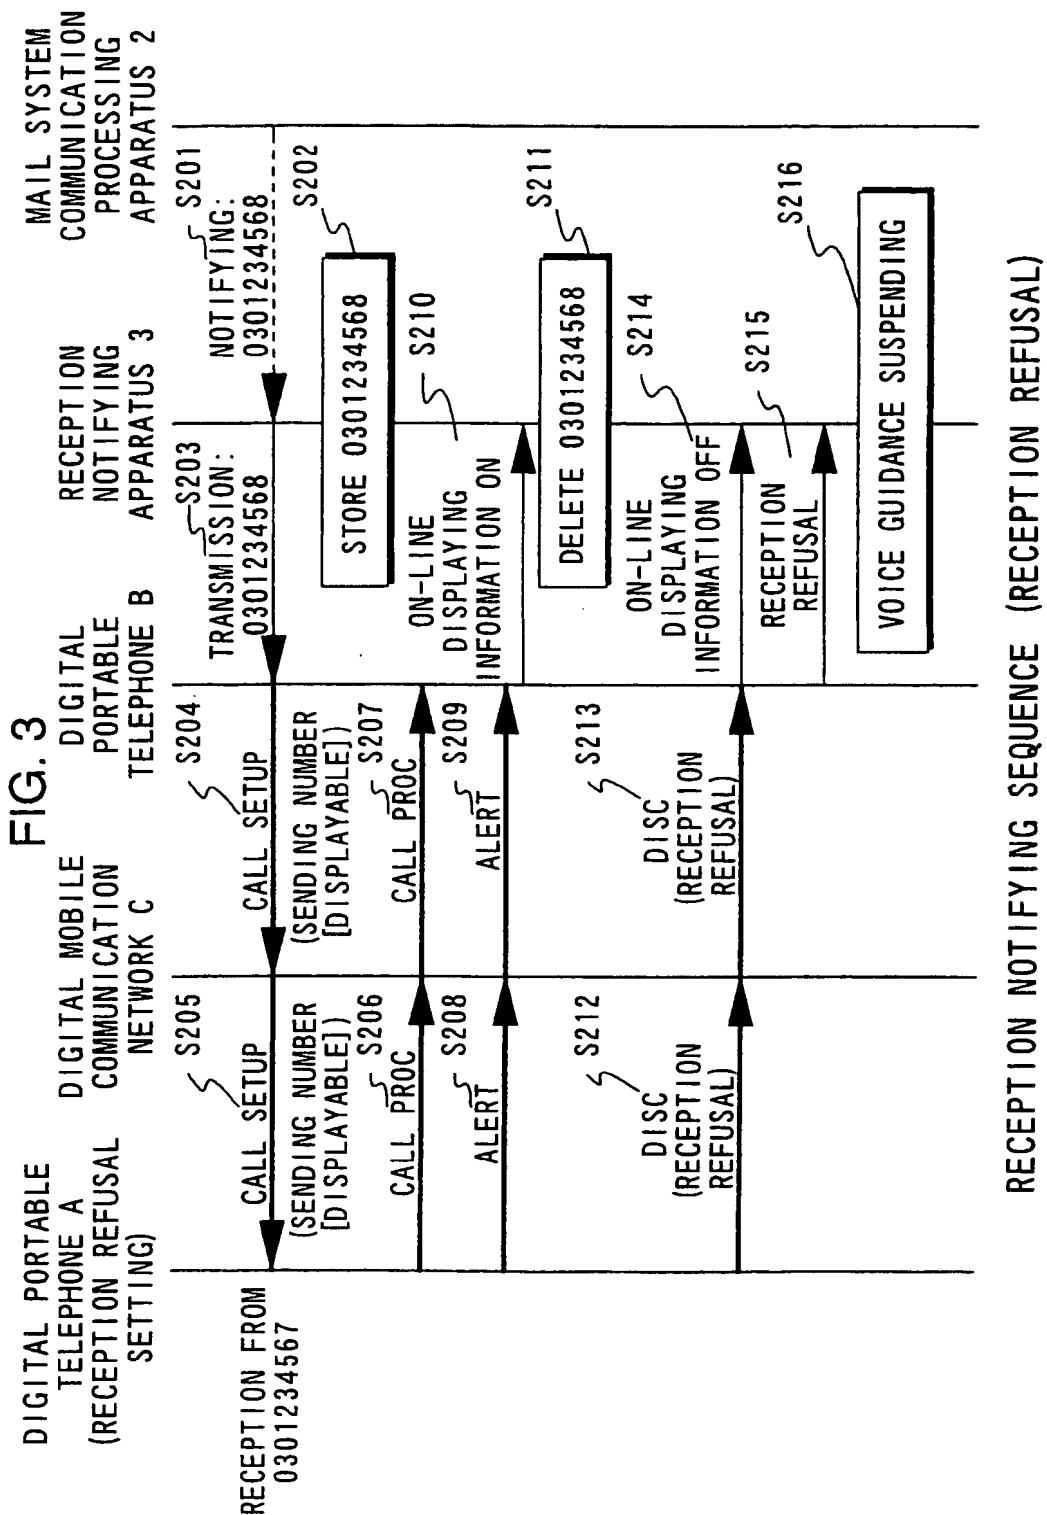 FIG. 3
DIGITAL PORTABLE
TELEPHONE A
(RECEPTION REFUSAL
SETTING)
DIGITAL MOBILE
COMMUNICATION
NETWORK C
DIGITAL
PORTABLE
TELEPHONE B
RECEPTION
NOTIFYING
APPARATUS 3
MAIL SYSTEM
COMMUNICATION
PROCESSING
APPARATUS 2
S201
NOTIFYING:
0301234568
S202
STORE 0301234568
S203
TRANSMISSION:
0301234568
S204
CALL SETUP
(SENDING NUMBER
[DISPLAYABLE])
S205
CALL SETUP
(SENDING NUMBER
[DISPLAYABLE])
RECEPTION FROM
0301234567
S206
CALL PROC
S207
CALL PROC
S208
ALERT
S209
ALERT
S210
ON-LINE
DISPLAYING
INFORMATION ON
S211
DELETE 0301234568
S212
DISC
(RECEPTION
REFUSAL)
S213
DISC
(RECEPTION
REFUSAL)
S214
ON-LINE
DISPLAYING
INFORMATION OFF
S215
RECEPTION
REFUSAL
S216
VOICE GUIDANCE SUSPENDING
RECEPTION NOTIFYING SEQUENCE (RECEPTION REFUSAL)